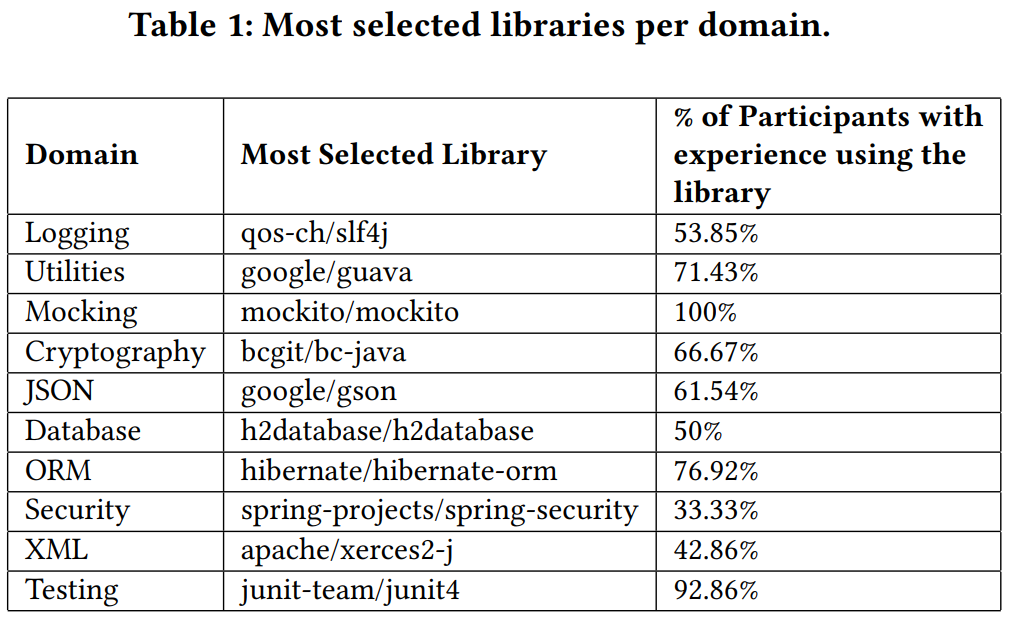 Table 1: Most selected libraries per domain.
Domain Most Selected Library % of Participants with
experience using the
library
Logging qos-ch/slf4j 53.85%
Utilities google/guava 71.43%
Mocking mockito/mockito 100%
Cryptography bcgit/bc-java 66.67%
JSON google/gson 61.54%
Database h2database/h2database 50%
ORM hibernate/hibernate-orm 76.92%
Security spring-projects/spring-security 33.33%
XML apache/xerces2-j 42.86%
Testing junit-team/junit4 92.86%